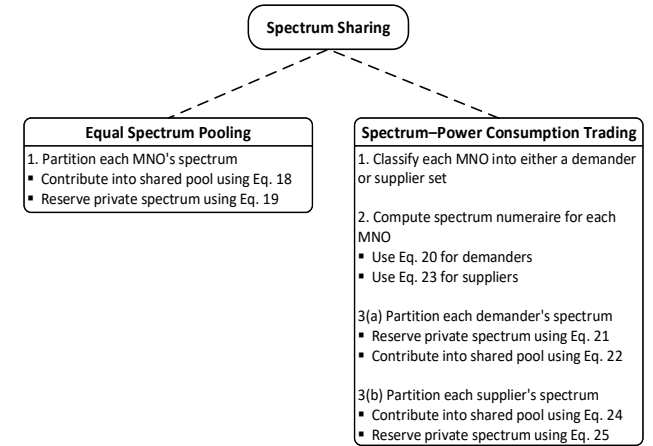 Spectrum Sharing
Equal Spectrum Pooling
1. Partition each MNO's spectrum
▪ Contribute into shared pool using Eq. 18
▪ Reserve private spectrum using Eq. 19
Spectrum–Power Consumption Trading
1. Classify each MNO into either a demander
or supplier set
2. Compute spectrum numeraire for each
MNO
▪ Use Eq. 20 for demanders
▪ Use Eq. 23 for suppliers
3(a) Partition each demander's spectrum
▪ Reserve private spectrum using Eq. 21
▪ Contribute into shared pool using Eq. 22
3(b) Partition each supplier's spectrum
▪ Contribute into shared pool using Eq. 24
▪ Reserve private spectrum using Eq. 25